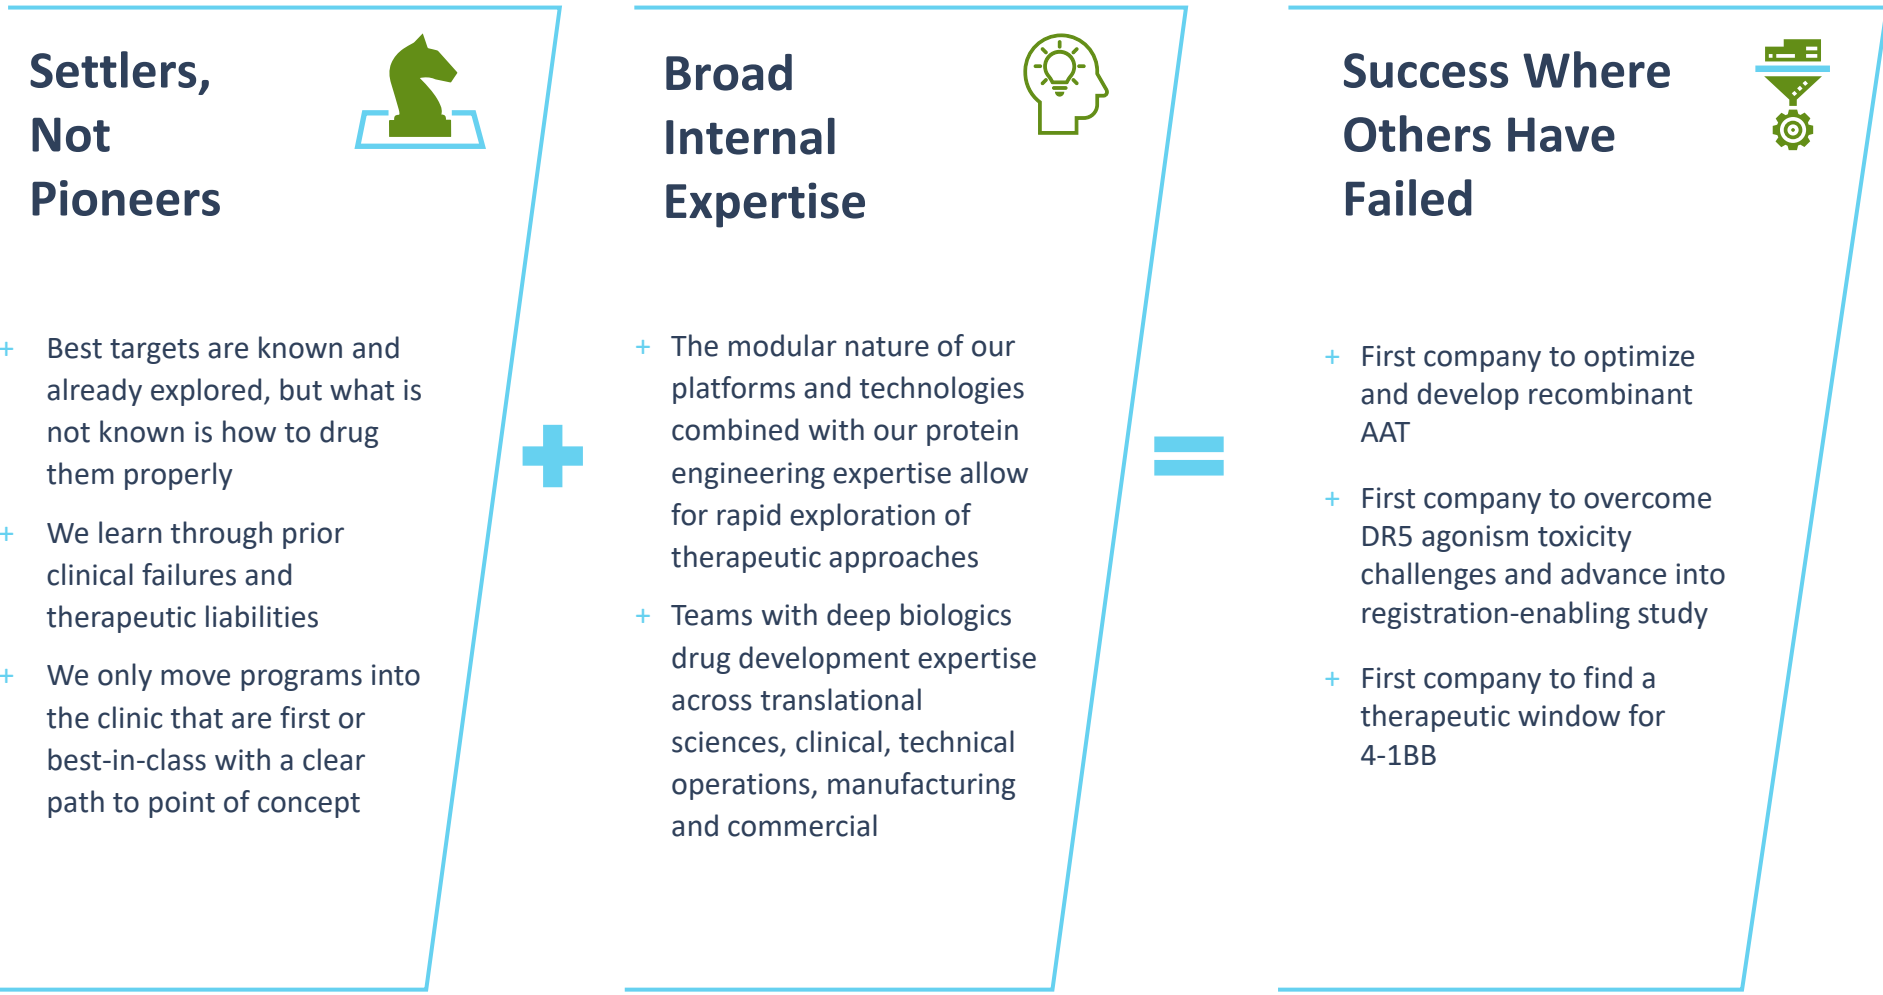 Settlers,
Not
Pioneers
+ Best targets are known and
already explored, but what is
not known is how to drug
them properly
+ We learn through prior
clinical failures and
therapeutic liabilities
+ We only move programs into
the clinic that are first or
best-in-class with a clear
path to point of concept
+
Broad
Internal
Expertise
+ The modular nature of our
platforms and technologies
combined with our protein
engineering expertise allow
for rapid exploration of
therapeutic approaches
+ Teams with deep biologics
drug development expertise
across translational
sciences, clinical, technical
operations, manufacturing
and commercial
=
Success Where
Others Have
Failed
+ First company to optimize
and develop recombinant
AAT
+ First company to overcome
DR5 agonism toxicity
challenges and advance into
registration-enabling study
+ First company to find a
therapeutic window for
4-1BB